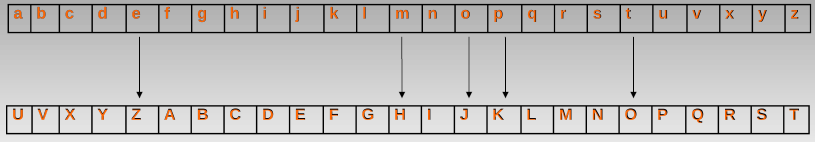 a b c d e f g h i j k l m n o p q r s t u v x y z
U V X Y Z A B C D E F G H I J K L M N O P Q R S T